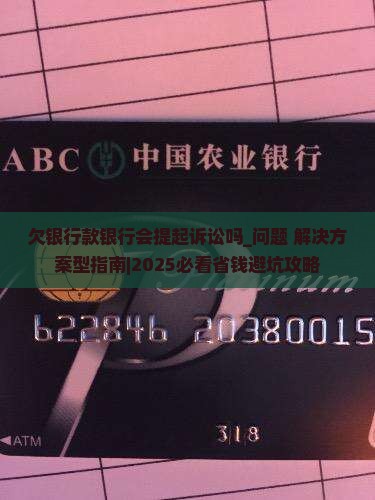 ABC 中国农业银行
欠银行款银行会提起诉讼吗_问题 解决方
案型指南|2025必看省钱避坑攻略
Platinum
622846 20380015
ATM
3|1|8